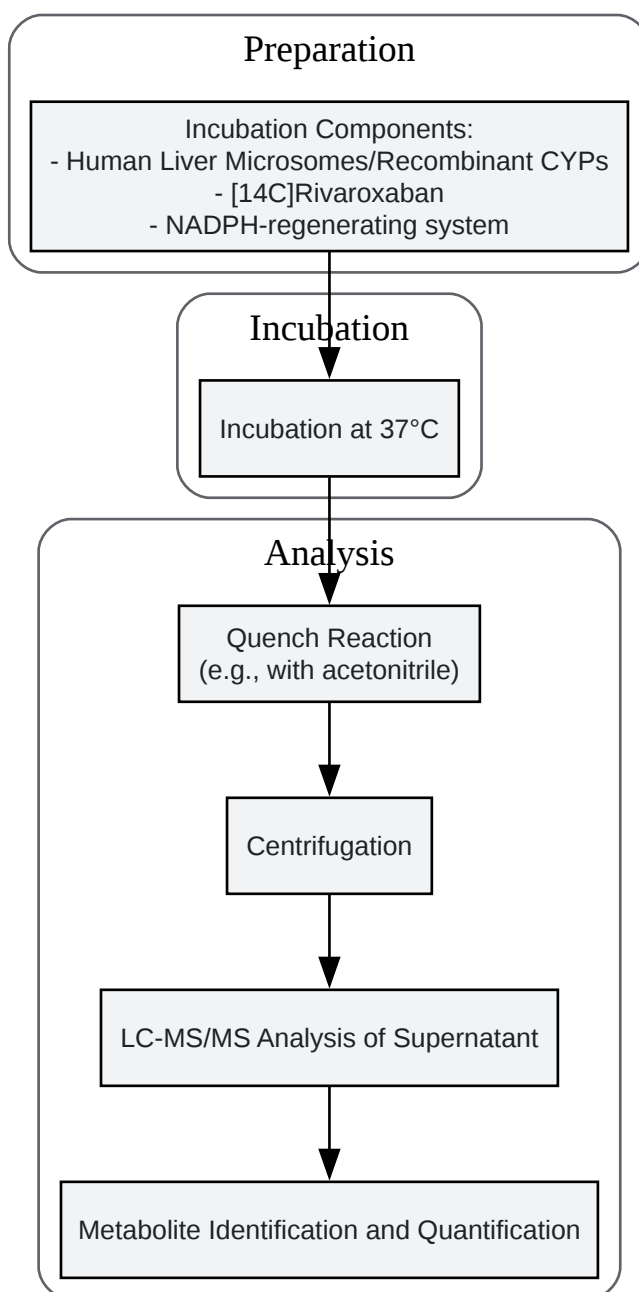 Preparation
Incubation Components:
- Human Liver Microsomes/Recombinant CYPs
- [14C]Rivaroxaban
- NADPH-regenerating system
Incubation
Incubation at 37°C
Analysis
Quench Reaction
(e.g., with acetonitrile)
Centrifugation
LC-MS/MS Analysis of Supernatant
Metabolite Identification and Quantification